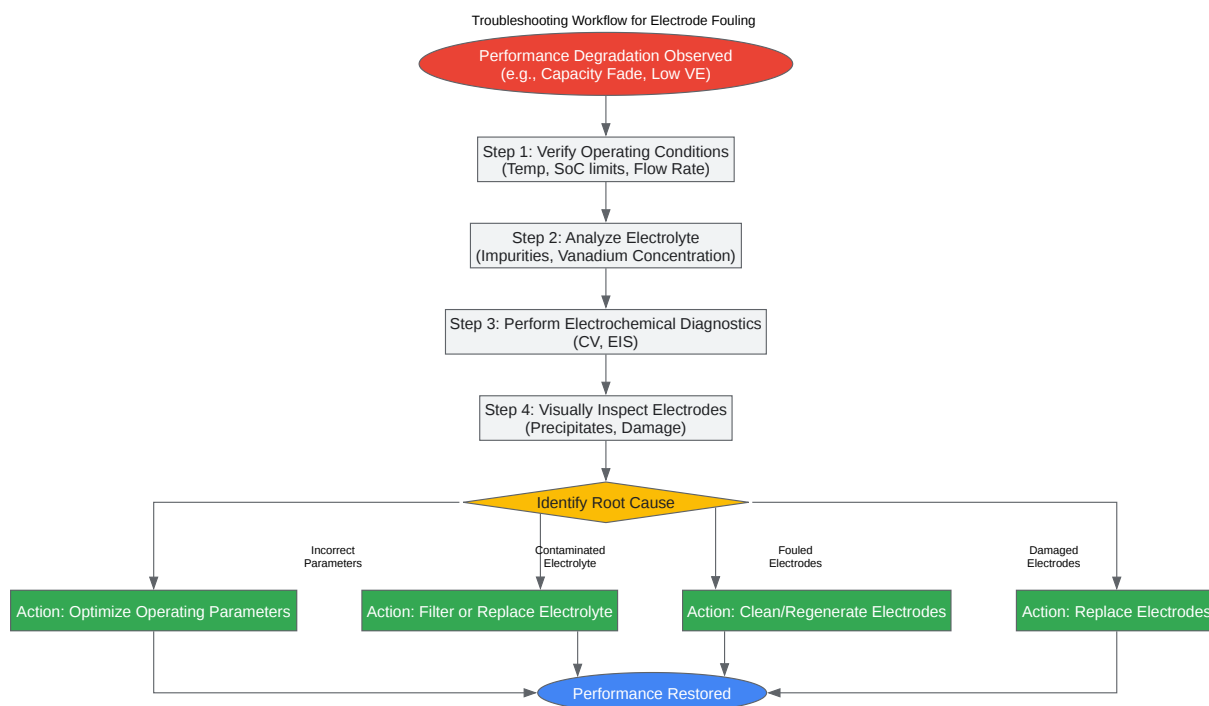 Troubleshooting Workflow for Electrode Fouling
Performance Degradation Observed
(e.g., Capacity Fade, Low VE)
Step 1: Verify Operating Conditions
(Temp, SoC limits, Flow Rate)
Step 2: Analyze Electrolyte
(Impurities, Vanadium Concentration)
Step 3: Perform Electrochemical Diagnostics
(CV, EIS)
Step 4: Visually Inspect Electrodes
(Precipitates, Damage)
Identify Root Cause
Incorrect
Parameters
Contaminated
Electrolyte
Fouled
Electrodes
Damaged
Electrodes
Action: Optimize Operating Parameters
Action: Filter or Replace Electrolyte
Action: Clean/Regenerate Electrodes
Action: Replace Electrodes
Performance Restored